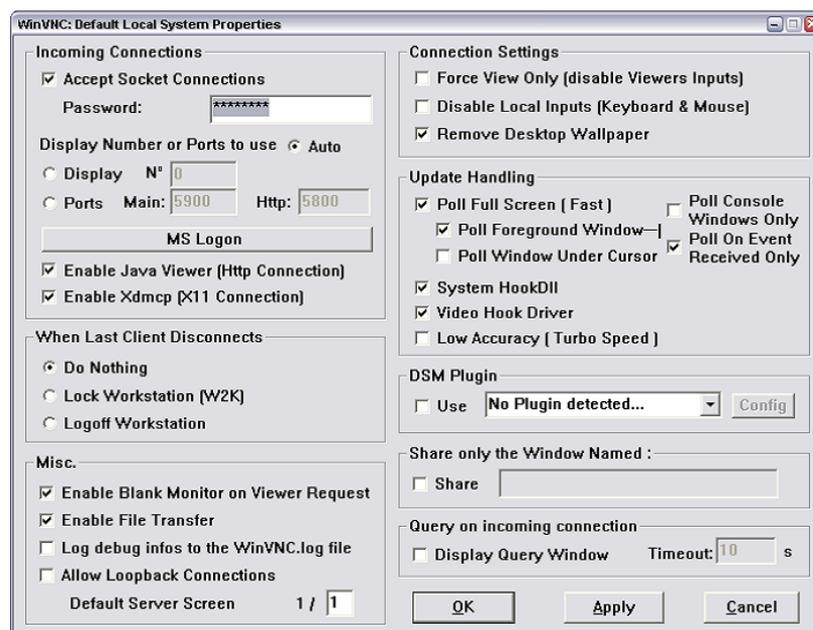 WinVNC: Default Local System Properties
Incoming Connections
Accept Socket Connections
Password: ********
Display Number or Ports to use Auto
Display N° 0
Ports Main: 5900 Http: 5800
MS Logon
Enable Java Viewer (Http Connection)
Enable Xdmcp (X11 Connection)
When Last Client Disconnects
Do Nothing
Lock Workstation (W2K)
Logoff Workstation
Misc.
Enable Blank Monitor on Viewer Request
Enable File Transfer
Log debug infos to the WinVNC.log file
Allow Loopback Connections
Default Server Screen 1 / 1
Connection Settings
Force View Only (disable Viewers Inputs)
Disable Local Inputs (Keyboard & Mouse)
Remove Desktop Wallpaper
Update Handling
Poll Full Screen ( Fast )
Poll Foreground Window
Poll Window Under Cursor
Poll Console
Windows Only
Poll On Event
Received Only
System HookDll
Video Hook Driver
Low Accuracy ( Turbo Speed )
DSM Plugin
Use No Plugin detected... Config
Share only the Window Named :
Share
Query on incoming connection
Display Query Window Timeout: 10 s
OK Apply Cancel